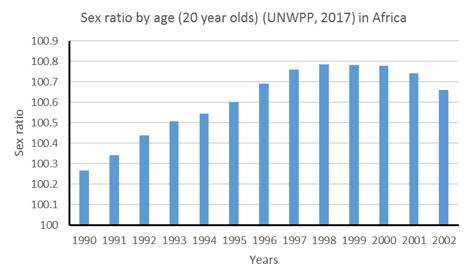 Sex ratio by age (20 year olds) (UNWPP, 2017) in Africa
100.9
100.8
100.7
100.6
100.5
100.4
100.3
100.2
100.1
100
Sex ratio
1990 1991 1992 1993 1994 1995 1996 1997 1998 1999 2000 2001 2002
Years